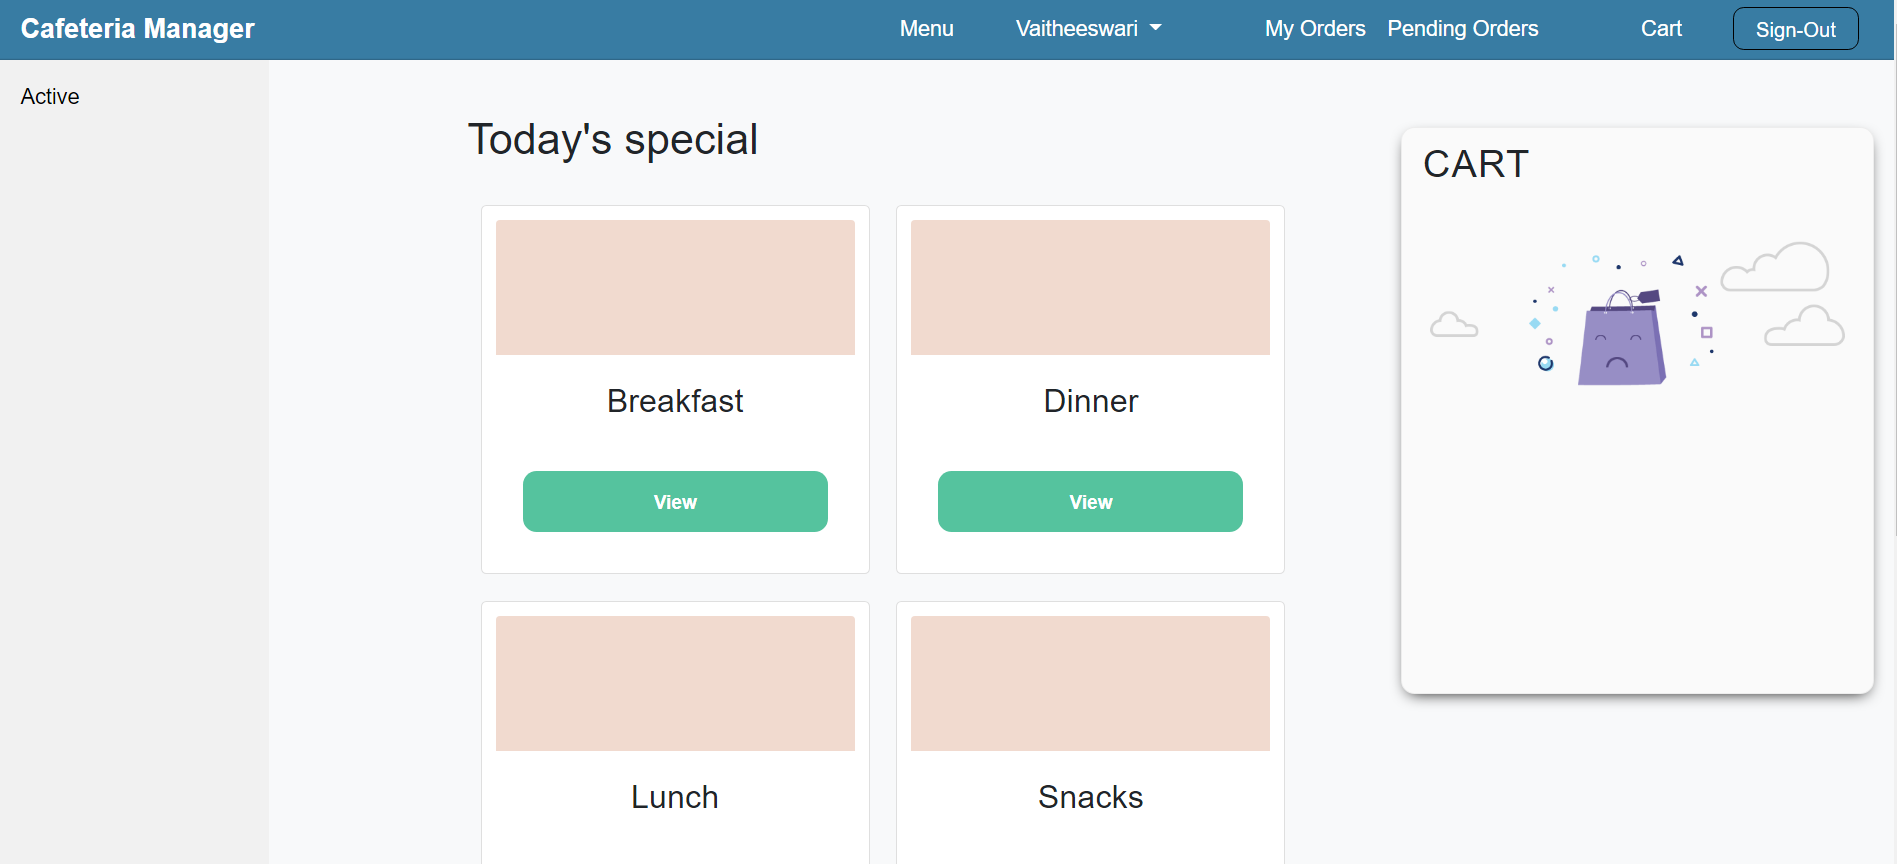 Cafeteria Manager
Menu
Vaitheeswari
My Orders
Pending Orders
Cart
Sign-Out
Active
Today's special
CART
Breakfast
Dinner
View
View
Lunch
Snacks